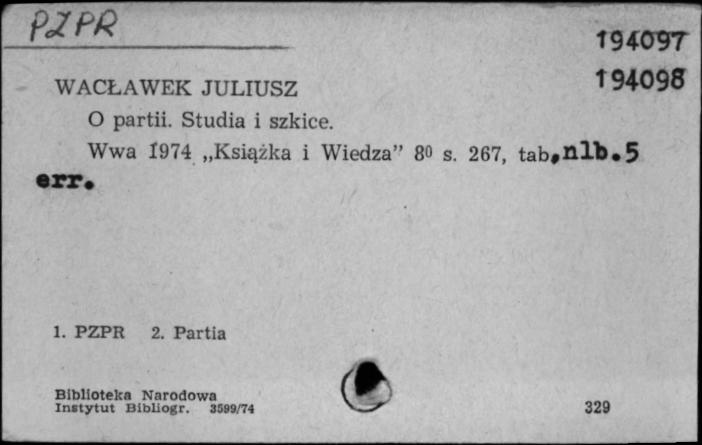 PZPR
194097
194098
WACŁAWEK JULIUSZ
O partii. Studia i szkice.
Wwa 1974 „Książka i Wiedza” 8⁰ s. 267, tab, nlb. 5
err.
1. PZPR 2. Partia
Biblioteka Narodowa
Instytut Bibliogr. 3599/74
329